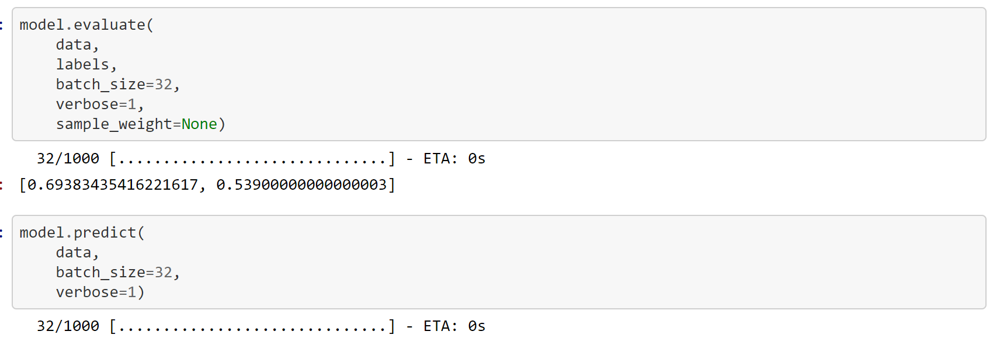 : model.evaluate(
    data,
    labels,
    batch_size=32,
    verbose=1,
    sample_weight=None)
32/1000 [..............................] - ETA: 0s
: [0.69383435416221617, 0.53900000000000003]
: model.predict(
    data,
    batch_size=32,
    verbose=1)
32/1000 [..............................] - ETA: 0s